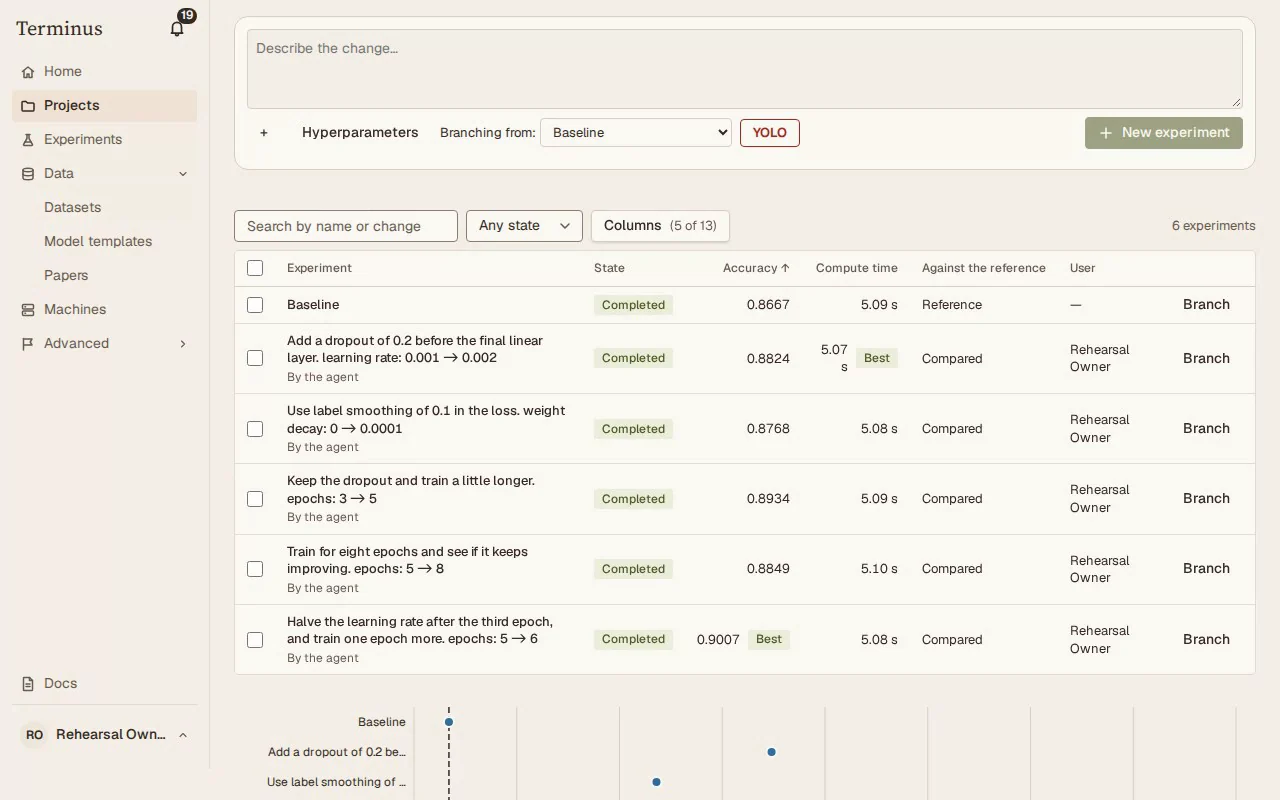 Terminus
19
Home
Projects
Experiments
Data
Datasets
Model templates
Papers
Machines
Advanced
Docs
RO Rehearsal Own...
Describe the change...
+ Hyperparameters Branching from: Baseline YOLO + New experiment
Search by name or change Any state Columns (5 of 13) 6 experiments
Experiment State Accuracy ↑ Compute time Against the reference User
Baseline Completed 0.8667 5.09 s Reference — Branch
Add a dropout of 0.2 before the final linear
layer. learning rate: 0.001 → 0.002
By the agent
Completed 0.8824 5.07
s
Best Compared Rehearsal
Owner
Branch
Use label smoothing of 0.1 in the loss. weight
decay: 0 → 0.0001
By the agent
Completed 0.8768 5.08 s Compared Rehearsal
Owner
Branch
Keep the dropout and train a little longer.
epochs: 3 → 5
By the agent
Completed 0.8934 5.09 s Compared Rehearsal
Owner
Branch
Train for eight epochs and see if it keeps
improving. epochs: 5 → 8
By the agent
Completed 0.8849 5.10 s Compared Rehearsal
Owner
Branch
Halve the learning rate after the third epoch,
and train one epoch more. epochs: 5 → 6
By the agent
Completed 0.9007 Best 5.08 s Compared Rehearsal
Owner
Branch
Baseline
Add a dropout of 0.2 be...
Use label smoothing of ...